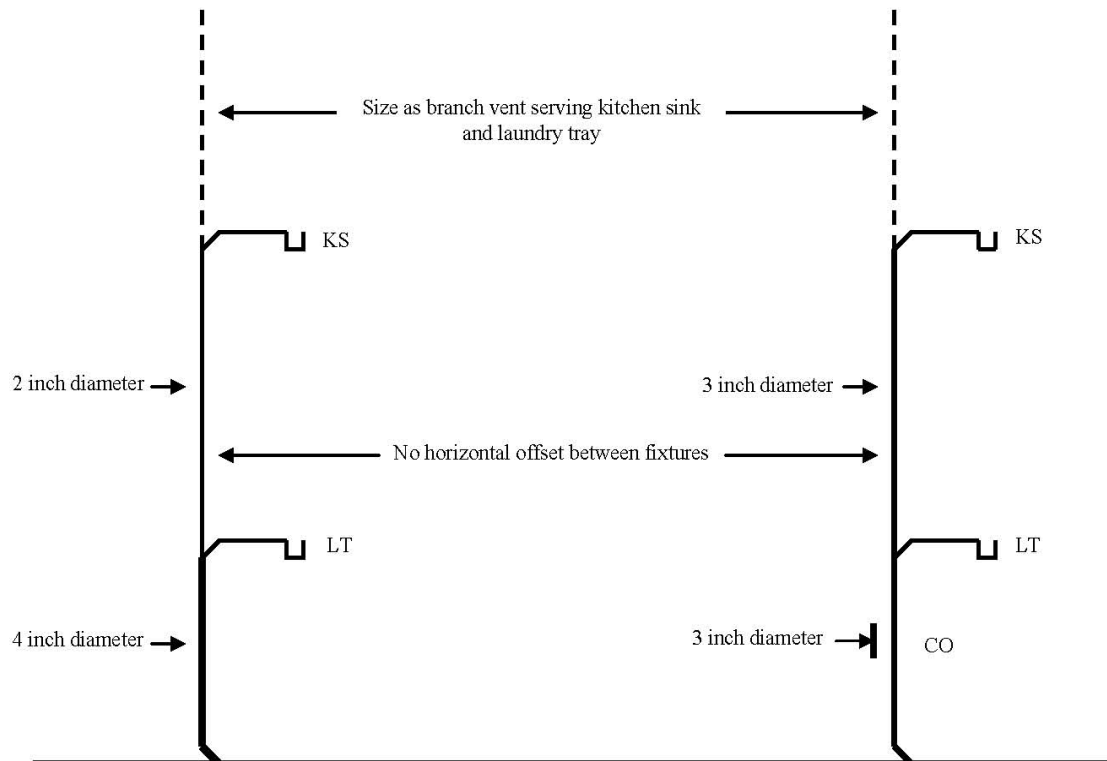 Size as branch vent serving kitchen sink
and laundry tray
KS
KS
2 inch diameter
3 inch diameter
No horizontal offset between fixtures
LT
LT
4 inch diameter
3 inch diameter
CO